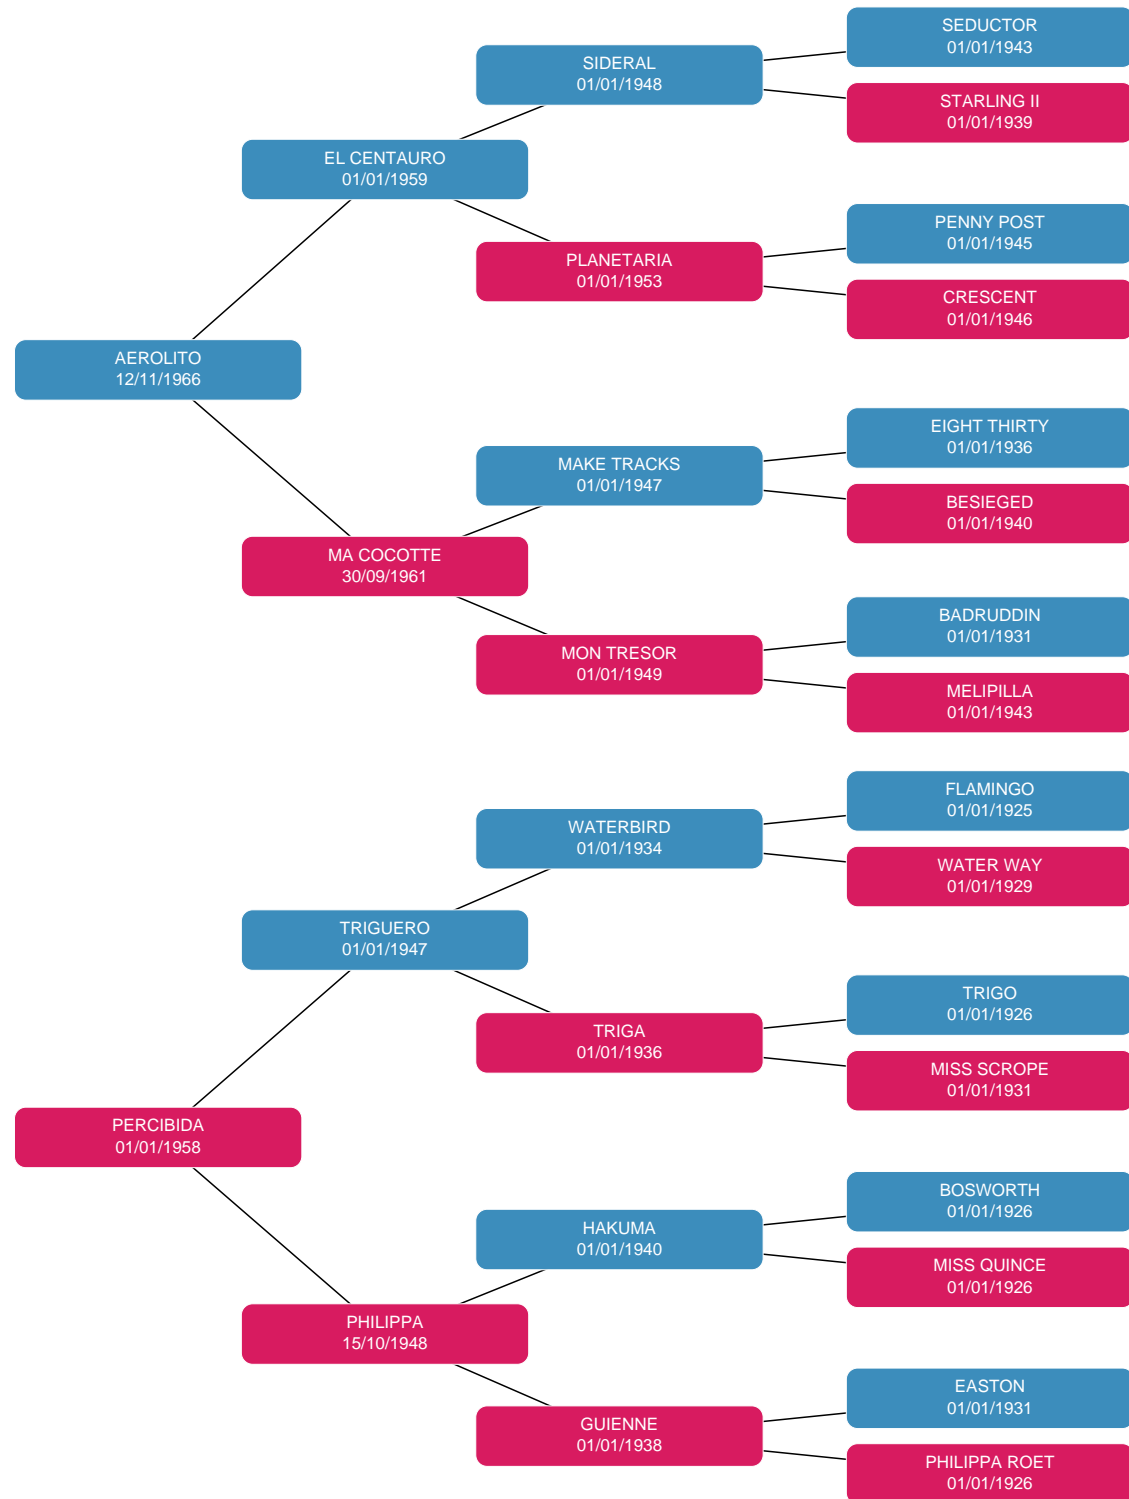 SEDUCTOR
01/01/1943
SIDERAL
01/01/1948
STARLING II
01/01/1939
EL CENTAURO
01/01/1959
PENNY POST
01/01/1945
PLANETARIA
01/01/1953
CRESCENT
01/01/1946
AEROLITO
12/11/1966
EIGHT THIRTY
01/01/1936
MAKE TRACKS
01/01/1947
BESIEGED
01/01/1940
MA COCOTTE
30/09/1961
BADRUDDIN
01/01/1931
MON TRESOR
01/01/1949
MELIPILLA
01/01/1943
FLAMINGO
01/01/1925
WATERBIRD
01/01/1934
WATER WAY
01/01/1929
TRIGUERO
01/01/1947
TRIGO
01/01/1926
TRIGA
01/01/1936
MISS SCROPE
01/01/1931
PERCIBIDA
01/01/1958
BOSWORTH
01/01/1926
HAKUMA
01/01/1940
MISS QUINCE
01/01/1926
PHILIPPA
15/10/1948
EASTON
01/01/1931
GUIENNE
01/01/1938
PHILIPPA ROET
01/01/1926